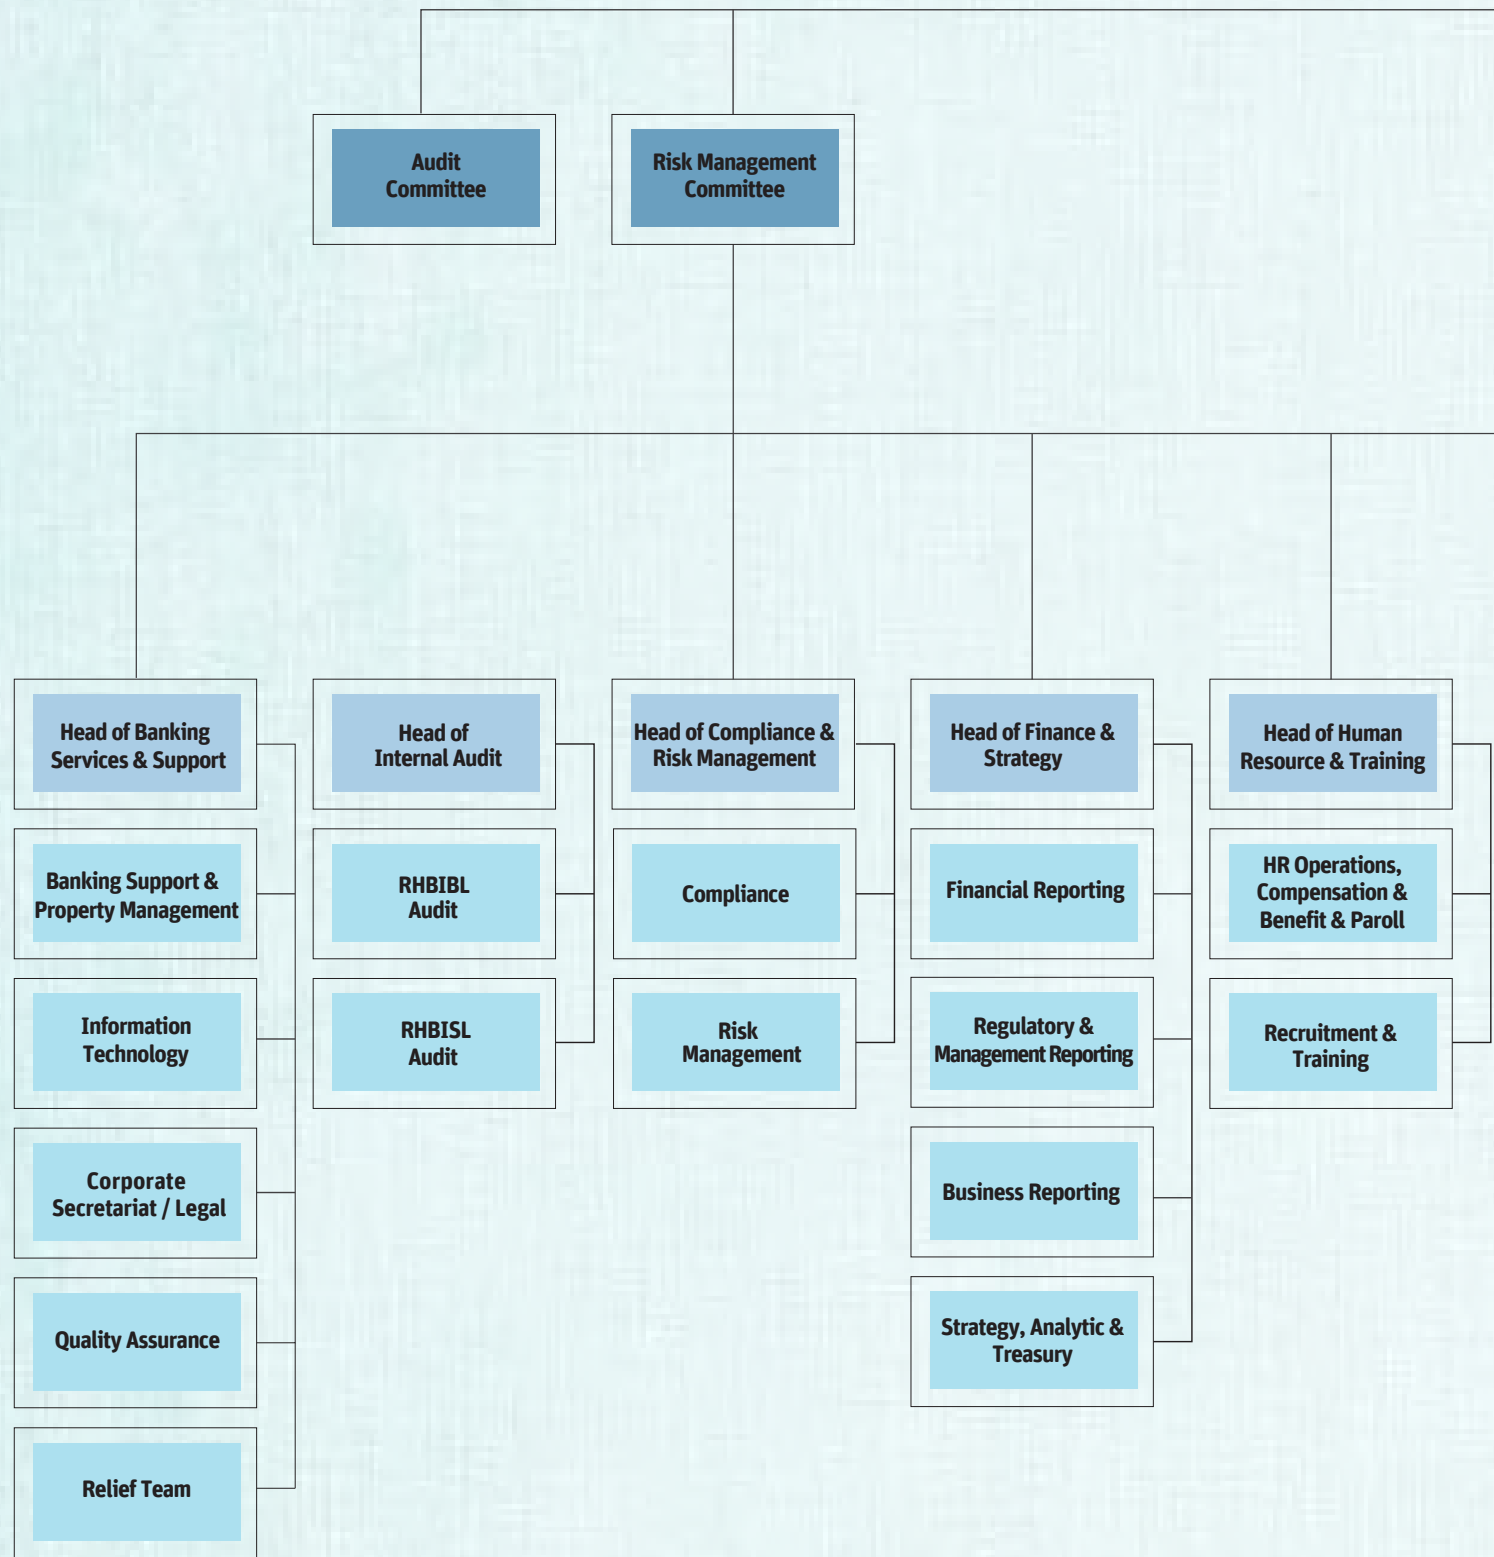 Audit
Committee
Risk Management
Committee
Head of Banking
Services & Support
Banking Support &
Property Management
Information
Technology
Corporate
Secretariat / Legal
Quality Assurance
Relief Team
Head of
Internal Audit
RHBIBL
Audit
RHBISL
Audit
Head of Compliance &
Risk Management
Compliance
Risk
Management
Head of Finance &
Strategy
Financial Reporting
Regulatory &
Management Reporting
Business Reporting
Strategy, Analytic &
Treasury
Head of Human
Resource & Training
HR Operations,
Compensation &
Benefit & Paroll
Recruitment &
Training